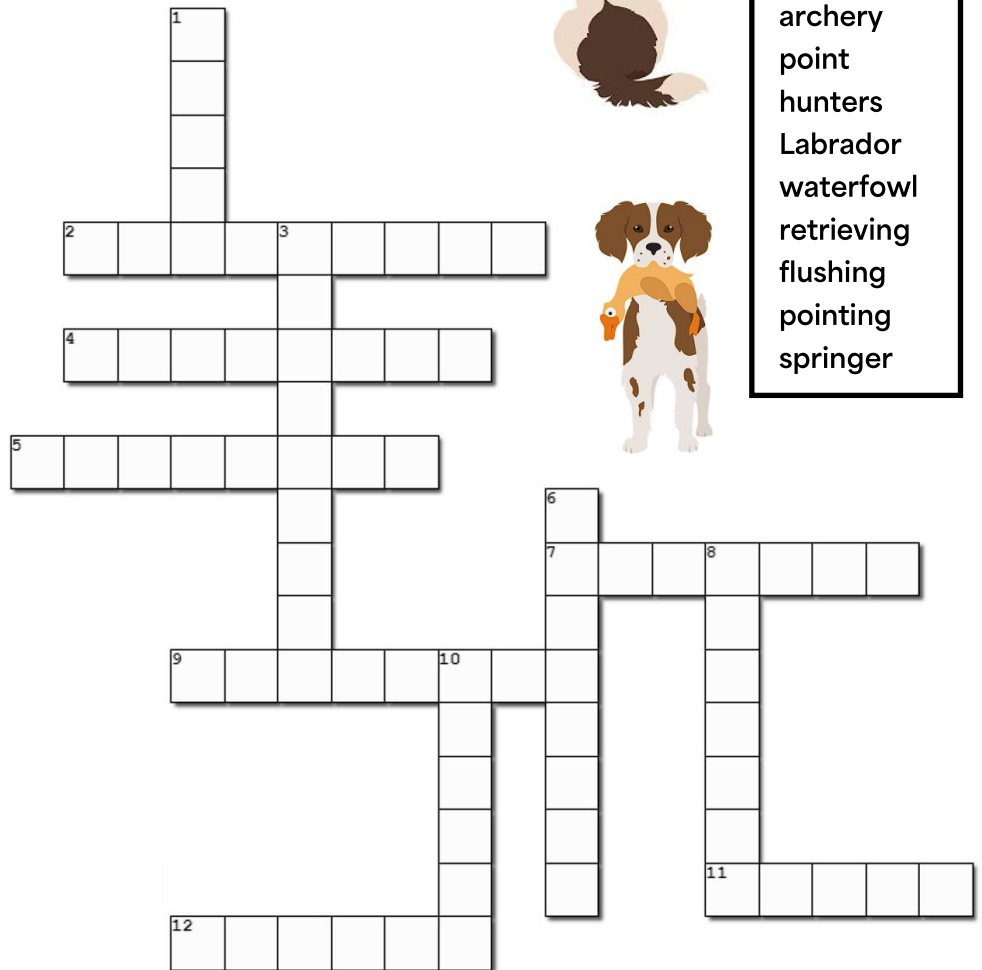 archery
point
hunters
Labrador
waterfowl
retrieving
flushing
pointing
springer
1
2
3
4
5
6
7
8
9
10
11
12